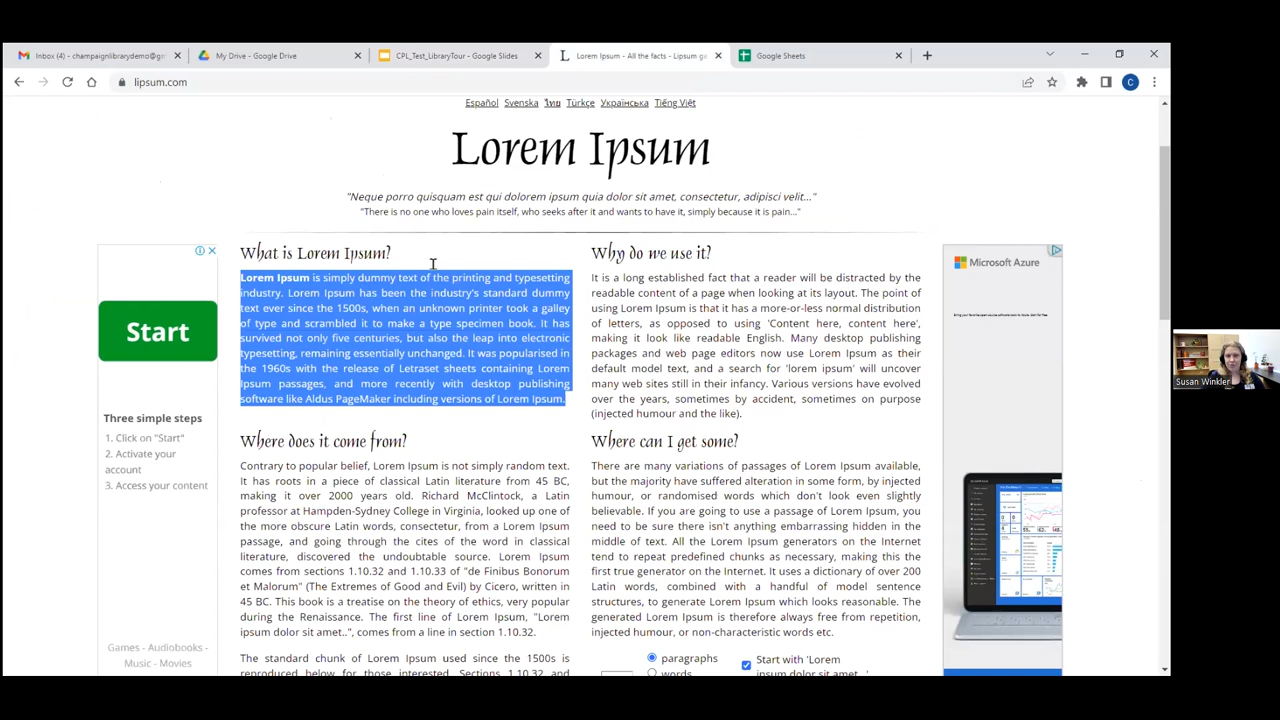 Inbox (4) - champaignlibrarydemo@gm
My Drive - Google Drive
CPL_Test_LibraryTour - Google Slides
Lorem Ipsum - All the facts - Lipsum ge
Google Sheets
lipsum.com
C
Español Svenska ไทย Türkçe Українська Tiếng Việt
Lorem Ipsum
"Neque porro quisquam est qui dolorem ipsum quia dolor sit amet, consectetur, adipisci velit..."
"There is no one who loves pain itself, who seeks after it and wants to have it, simply because it is pain..."
Start
Three simple steps
1. Click on "Start"
2. Activate your
account
3. Access your content
Games - Audiobooks -
Music - Movies
What is Lorem Ipsum?
Lorem Ipsum is simply dummy text of the printing and typesetting
industry. Lorem Ipsum has been the industry's standard dummy
text ever since the 1500s, when an unknown printer took a galley
of type and scrambled it to make a type specimen book. It has
survived not only five centuries, but also the leap into electronic
typesetting, remaining essentially unchanged. It was popularised in
the 1960s with the release of Letraset sheets containing Lorem
Ipsum passages, and more recently with desktop publishing
software like Aldus PageMaker including versions of Lorem Ipsum.
Where does it come from?
Contrary to popular belief, Lorem Ipsum is not simply random text.
It has roots in a piece of classical Latin literature from 45 BC,
making it over 2000 years old. Richard McClintock, a Latin
professor at Hampden-Sydney College in Virginia, looked up one of
the more obscure Latin words, consectetur, from a Lorem Ipsum
passage, and going through the cites of the word in classical
literature, discovered the undoubtable source. Lorem Ipsum
comes from sections 1.10.32 and 1.10.33 of "de Finibus Bonorum
et Malorum" (The Extremes of Good and Evil) by Cicero, written in
45 BC. This book is a treatise on the theory of ethics, very popular
during the Renaissance. The first line of Lorem Ipsum, "Lorem
ipsum dolor sit amet..", comes from a line in section 1.10.32.
The standard chunk of Lorem Ipsum used since the 1500s is
reproduced below for those interested. Sections 1.10.32 and
Why do we use it?
It is a long established fact that a reader will be distracted by the
readable content of a page when looking at its layout. The point of
using Lorem Ipsum is that it has a more-or-less normal distribution
of letters, as opposed to using 'Content here, content here',
making it look like readable English. Many desktop publishing
packages and web page editors now use Lorem Ipsum as their
default model text, and a search for 'lorem ipsum' will uncover
many web sites still in their infancy. Various versions have evolved
over the years, sometimes by accident, sometimes on purpose
(injected humour and the like).
Where can I get some?
There are many variations of passages of Lorem Ipsum available,
but the majority have suffered alteration in some form, by injected
humour, or randomised words which don't look even slightly
believable. If you are going to use a passage of Lorem Ipsum, you
need to be sure there isn't anything embarrassing hidden in the
middle of text. All the Lorem Ipsum generators on the Internet
tend to repeat predefined chunks as necessary, making this the
first true generator on the Internet. It uses a dictionary of over 200
Latin words, combined with a handful of model sentence
structures, to generate Lorem Ipsum which looks reasonable. The
generated Lorem Ipsum is therefore always free from repetition,
injected humour, or non-characteristic words etc.
paragraphs
words
Start with 'Lorem
ipsum dolor sit amet...'
Microsoft Azure
Susan Winkler